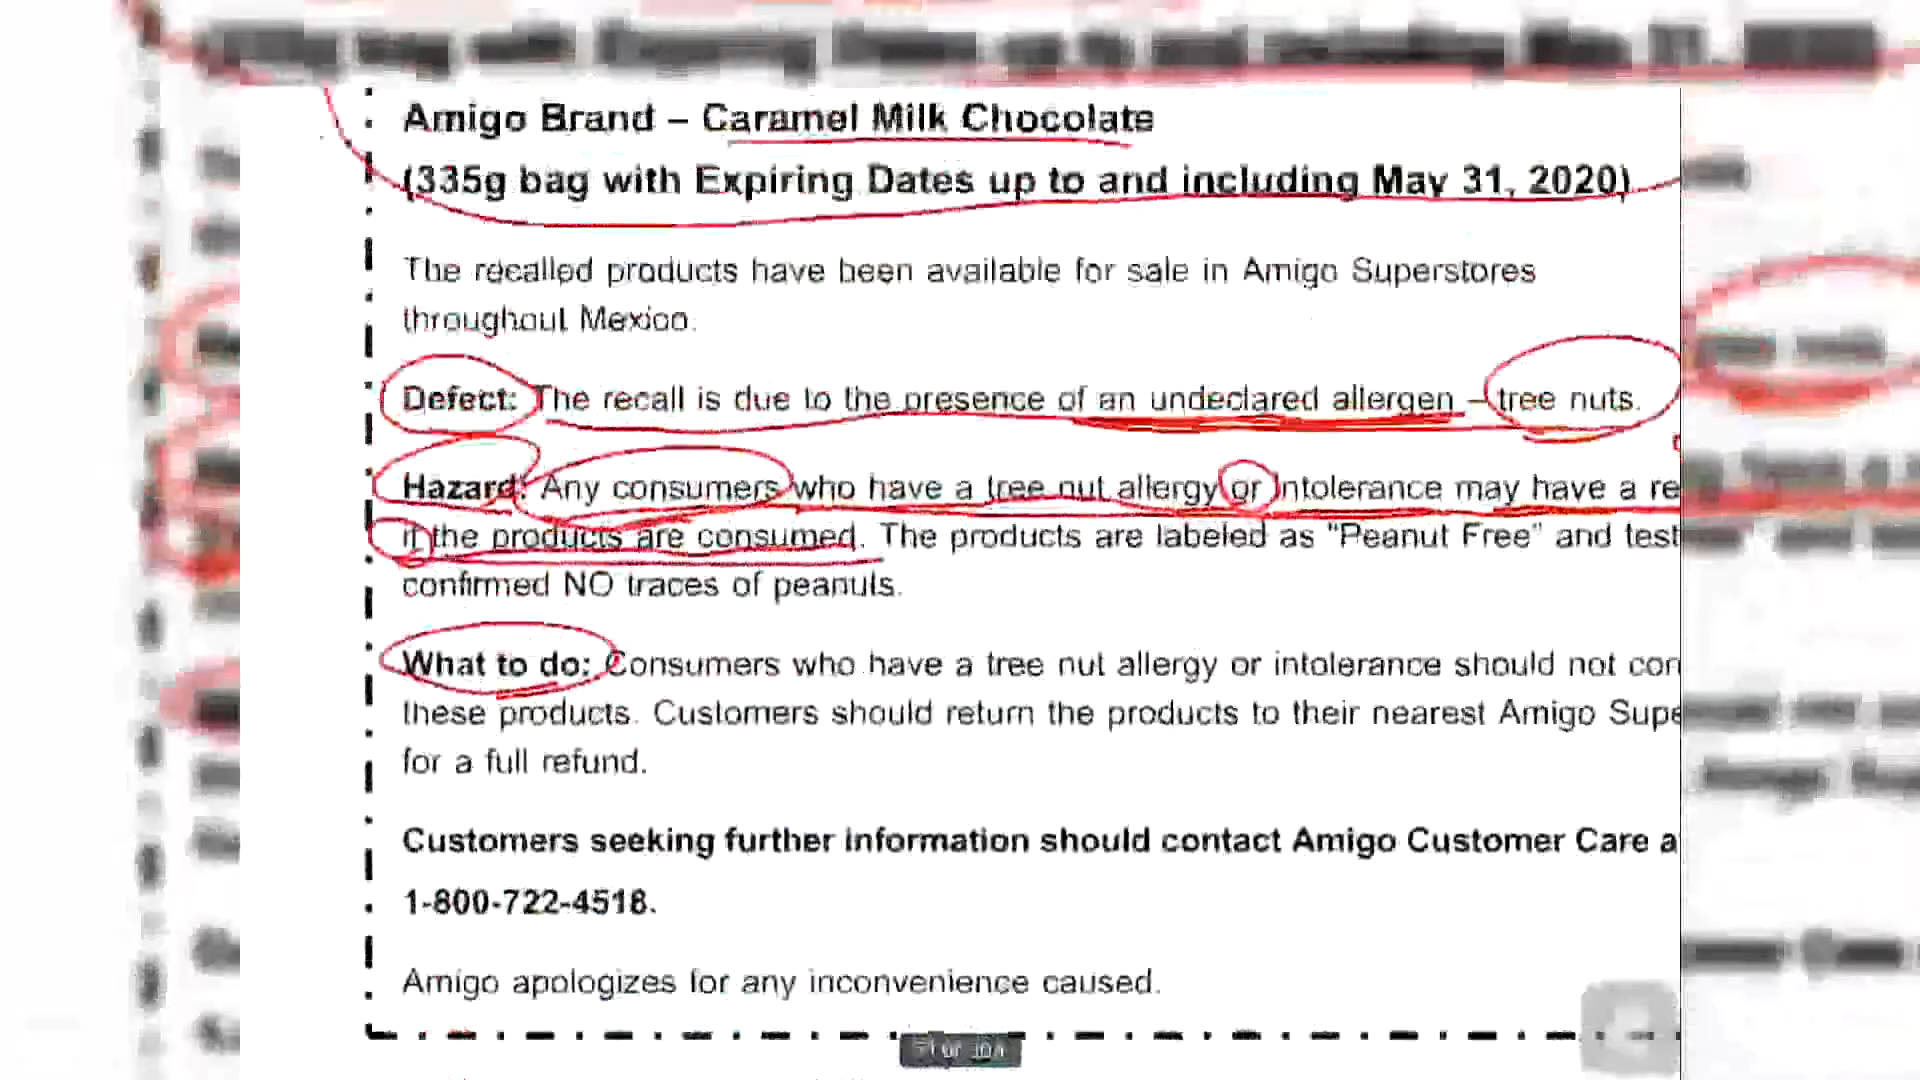 Amigo Brand – Caramel Milk Chocolate
(335g bag with Expiring Dates up to and including May 31, 2020)
The recalled products have been available for sale in Amigo Superstores
throughout Mexico.
Defect: The recall is due to the presence of an undeclared allergen – tree nuts.
Hazard: Any consumers who have a tree nut allergy or intolerance may have a re
if the products are consumed. The products are labeled as "Peanut Free" and test
confirmed NO traces of peanuts.
What to do: Consumers who have a tree nut allergy or intolerance should not con
these products. Customers should return the products to their nearest Amigo Supe
for a full refund.
Customers seeking further information should contact Amigo Customer Care a
1-800-722-4518.
Amigo apologizes for any inconvenience caused.